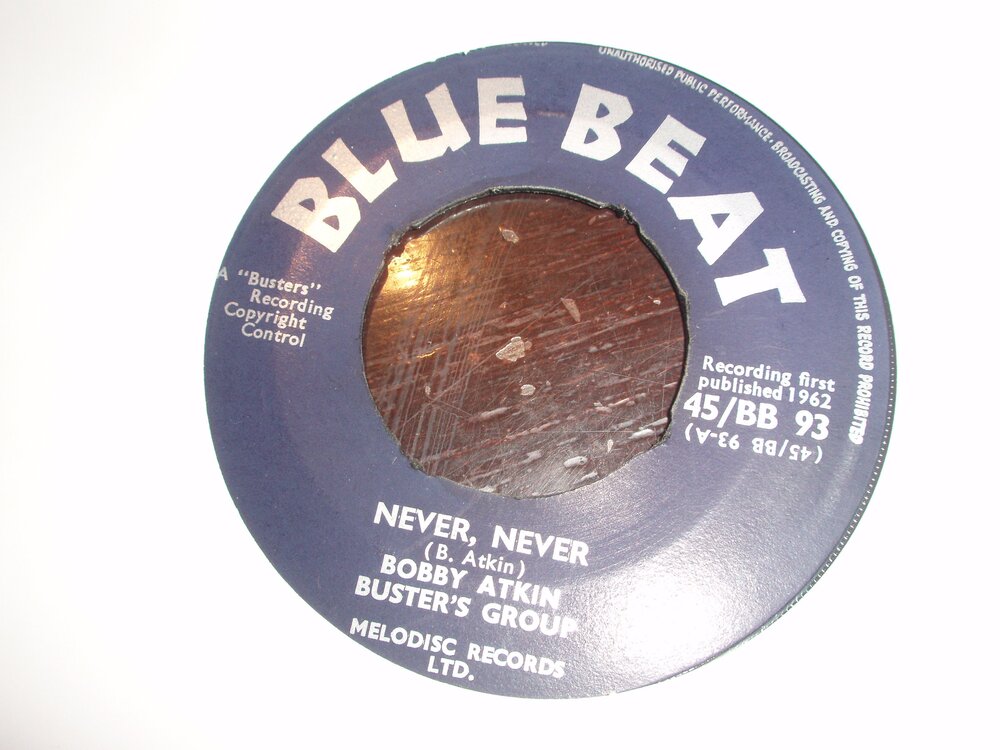 UNAUTHORISED PUBLIC PERFORMANCE, BROADCASTING AND COPYING OF THIS RECORD PROHIBITED
BLUE BEAT
A "Busters"
Recording
Copyright
Control
Recording first
published 1962
45/BB 93
(45/BB 93-A)
NEVER, NEVER
(B. Atkin)
BOBBY ATKIN
BUSTER'S GROUP
MELODISC RECORDS
LTD.